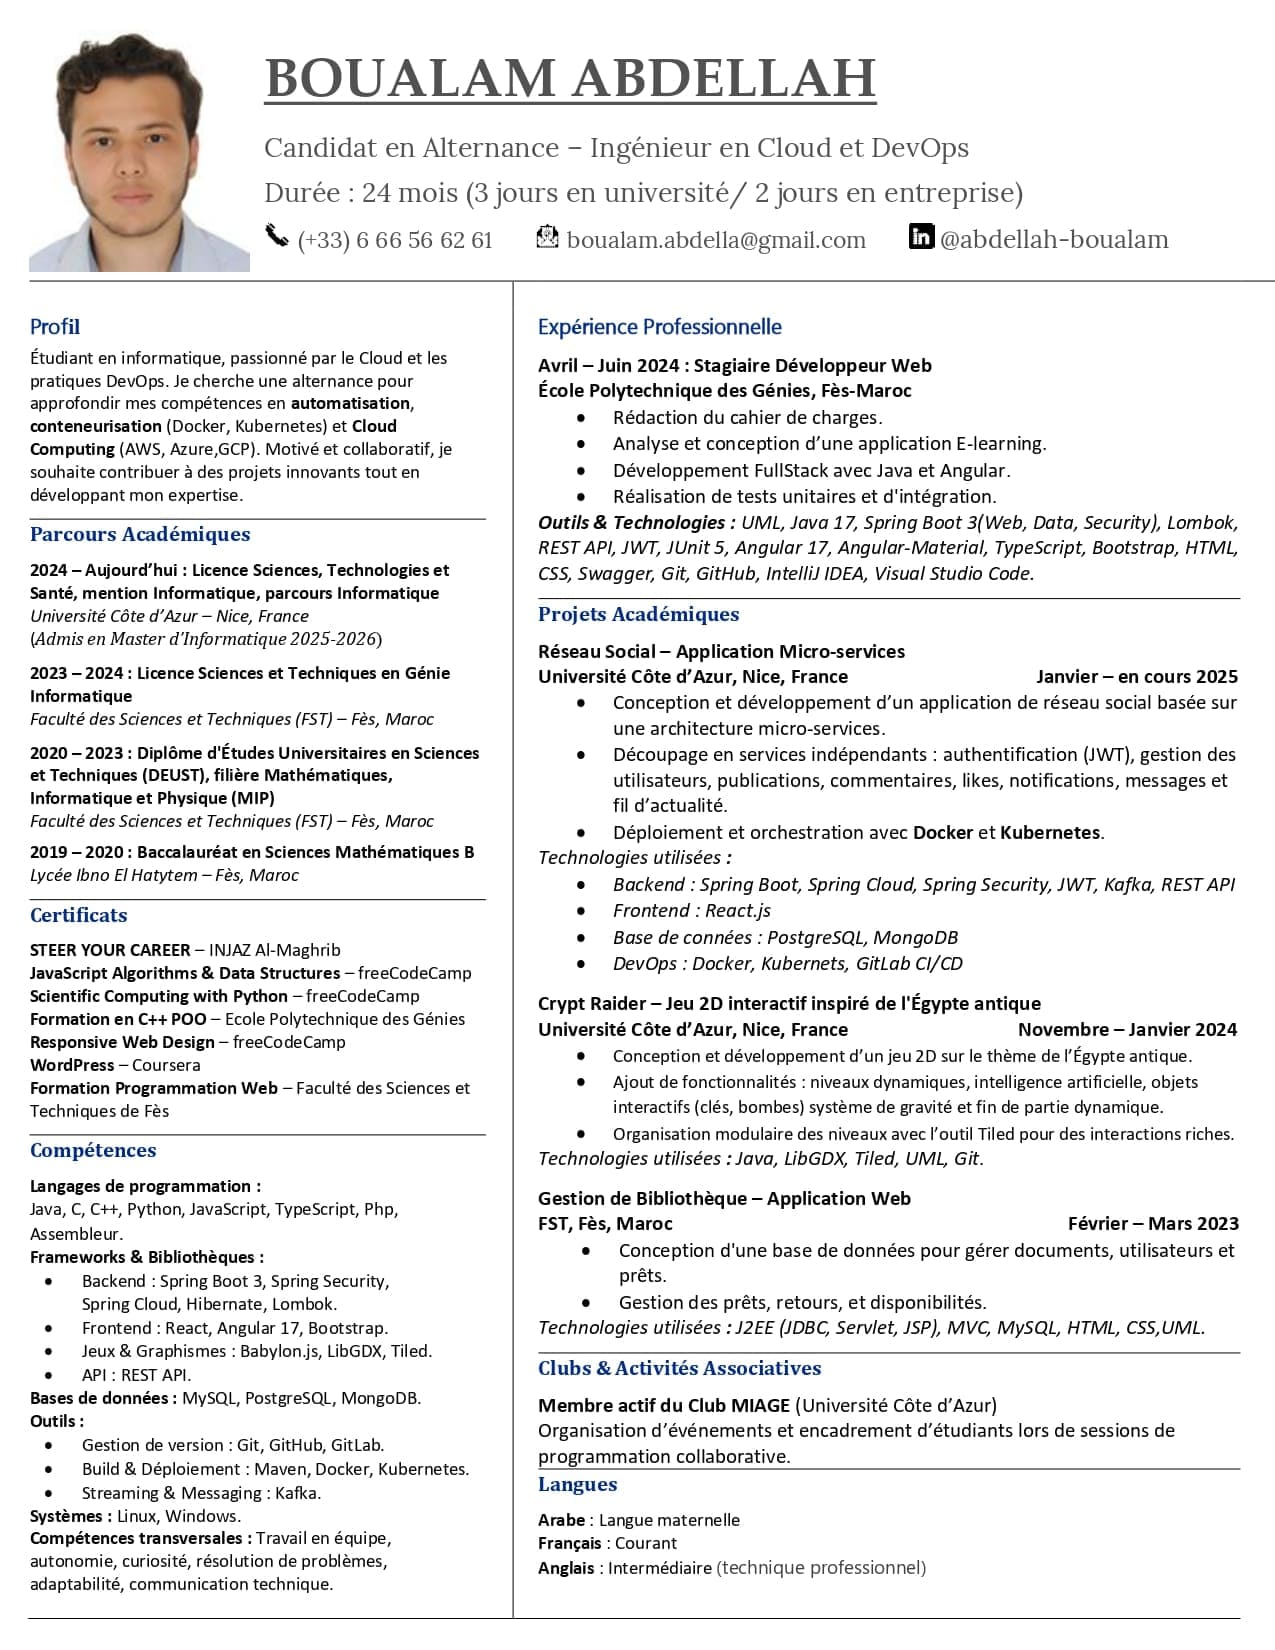 BOUALAM ABDELLAH
Candidat en Alternance – Ingénieur en Cloud et DevOps
Durée : 24 mois (3 jours en université/ 2 jours en entreprise)
(+33) 6 66 56 62 61 boualam.abdella@gmail.com in @abdellah-boualam
Profil
Étudiant en informatique, passionné par le Cloud et les
pratiques DevOps. Je cherche une alternance pour
approfondir mes compétences en automatisation,
conteneurisation (Docker, Kubernetes) et Cloud
Computing (AWS, Azure,GCP). Motivé et collaboratif, je
souhaite contribuer à des projets innovants tout en
développant mon expertise.
Parcours Académiques
2024 – Aujourd’hui : Licence Sciences, Technologies et
Santé, mention Informatique, parcours Informatique
Université Côte d’Azur – Nice, France
(Admis en Master d’Informatique 2025-2026)
2023 – 2024 : Licence Sciences et Techniques en Génie
Informatique
Faculté des Sciences et Techniques (FST) – Fès, Maroc
2020 – 2023 : Diplôme d'Études Universitaires en Sciences
et Techniques (DEUST), filière Mathématiques,
Informatique et Physique (MIP)
Faculté des Sciences et Techniques (FST) – Fès, Maroc
2019 – 2020 : Baccalauréat en Sciences Mathématiques B
Lycée Ibno El Hatytem – Fès, Maroc
Certificats
STEER YOUR CAREER – INJAZ Al-Maghrib
JavaScript Algorithms & Data Structures – freeCodeCamp
Scientific Computing with Python – freeCodeCamp
Formation en C++ POO – Ecole Polytechnique des Génies
Responsive Web Design – freeCodeCamp
WordPress – Coursera
Formation Programmation Web – Faculté des Sciences et
Techniques de Fès
Compétences
Langages de programmation :
Java, C, C++, Python, JavaScript, TypeScript, Php,
Assembleur.
Frameworks & Bibliothèques :
• Backend : Spring Boot 3, Spring Security,
Spring Cloud, Hibernate, Lombok.
• Frontend : React, Angular 17, Bootstrap.
• Jeux & Graphismes : Babylon.js, LibGDX, Tiled.
• API : REST API.
Bases de données : MySQL, PostgreSQL, MongoDB.
Outils :
• Gestion de version : Git, GitHub, GitLab.
• Build & Déploiement : Maven, Docker, Kubernetes.
• Streaming & Messaging : Kafka.
Systèmes : Linux, Windows.
Compétences transversales : Travail en équipe,
autonomie, curiosité, résolution de problèmes,
adaptabilité, communication technique.
Expérience Professionnelle
Avril – Juin 2024 : Stagiaire Développeur Web
École Polytechnique des Génies, Fès-Maroc
• Rédaction du cahier de charges.
• Analyse et conception d’une application E-learning.
• Développement FullStack avec Java et Angular.
• Réalisation de tests unitaires et d'intégration.
Outils & Technologies : UML, Java 17, Spring Boot 3(Web, Data, Security), Lombok,
REST API, JWT, JUnit 5, Angular 17, Angular-Material, TypeScript, Bootstrap, HTML,
CSS, Swagger, Git, GitHub, IntelliJ IDEA, Visual Studio Code.
Projets Académiques
Réseau Social – Application Micro-services
Université Côte d’Azur, Nice, France Janvier – en cours 2025
• Conception et développement d’un application de réseau social basée sur
une architecture micro-services.
• Découpage en services indépendants : authentification (JWT), gestion des
utilisateurs, publications, commentaires, likes, notifications, messages et
fil d’actualité.
• Déploiement et orchestration avec Docker et Kubernetes.
Technologies utilisées :
• Backend : Spring Boot, Spring Cloud, Spring Security, JWT, Kafka, REST API
• Frontend : React.js
• Base de connées : PostgreSQL, MongoDB
• DevOps : Docker, Kubernets, GitLab CI/CD
Crypt Raider – Jeu 2D interactif inspiré de l'Égypte antique
Université Côte d’Azur, Nice, France Novembre – Janvier 2024
• Conception et développement d’un jeu 2D sur le thème de l’Égypte antique.
• Ajout de fonctionnalités : niveaux dynamiques, intelligence artificielle, objets
interactifs (clés, bombes) système de gravité et fin de partie dynamique.
• Organisation modulaire des niveaux avec l’outil Tiled pour des interactions riches.
Technologies utilisées : Java, LibGDX, Tiled, UML, Git.
Gestion de Bibliothèque – Application Web
FST, Fès, Maroc Février – Mars 2023
• Conception d'une base de données pour gérer documents, utilisateurs et
prêts.
• Gestion des prêts, retours, et disponibilités.
Technologies utilisées : J2EE (JDBC, Servlet, JSP), MVC, MySQL, HTML, CSS,UML.
Clubs & Activités Associatives
Membre actif du Club MIAGE (Université Côte d’Azur)
Organisation d’événements et encadrement d’étudiants lors de sessions de
programmation collaborative.
Langues
Arabe : Langue maternelle
Français : Courant
Anglais : Intermédiaire (technique professionnel)